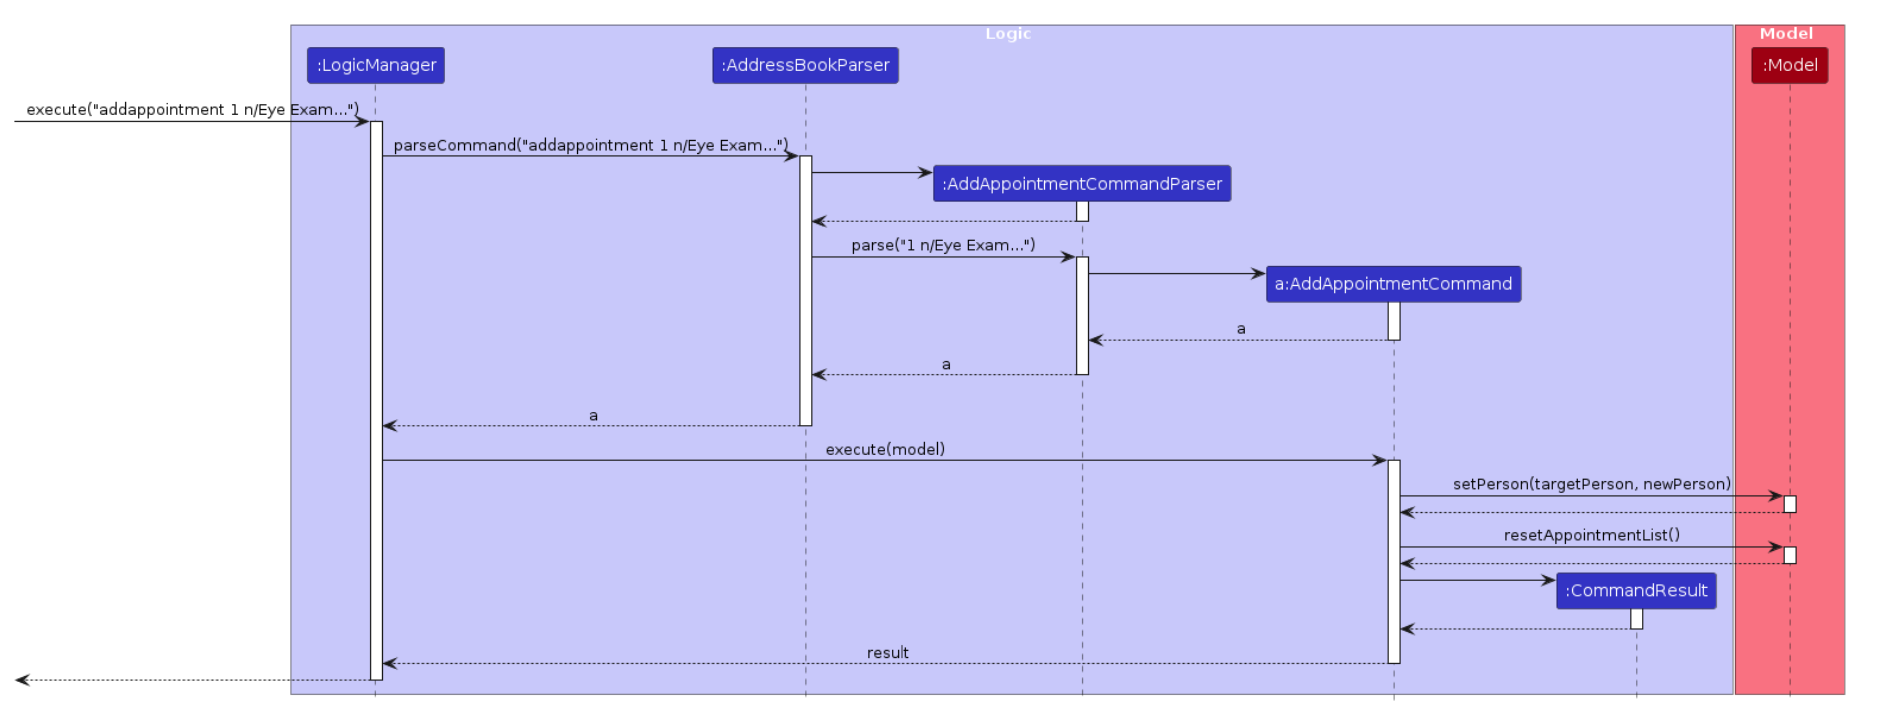 Logic
Model
:LogicManager
:AddressBookParser
:Model
execute("addappointment 1 n/Eye Exam...")
parseCommand("addappointment 1 n/Eye Exam...")
:AddAppointmentCommandParser
parse("1 n/Eye Exam...")
a:AddAppointmentCommand
a
a
a
execute(model)
setPerson(targetPerson, newPerson)
resetAppointmentList()
:CommandResult
result